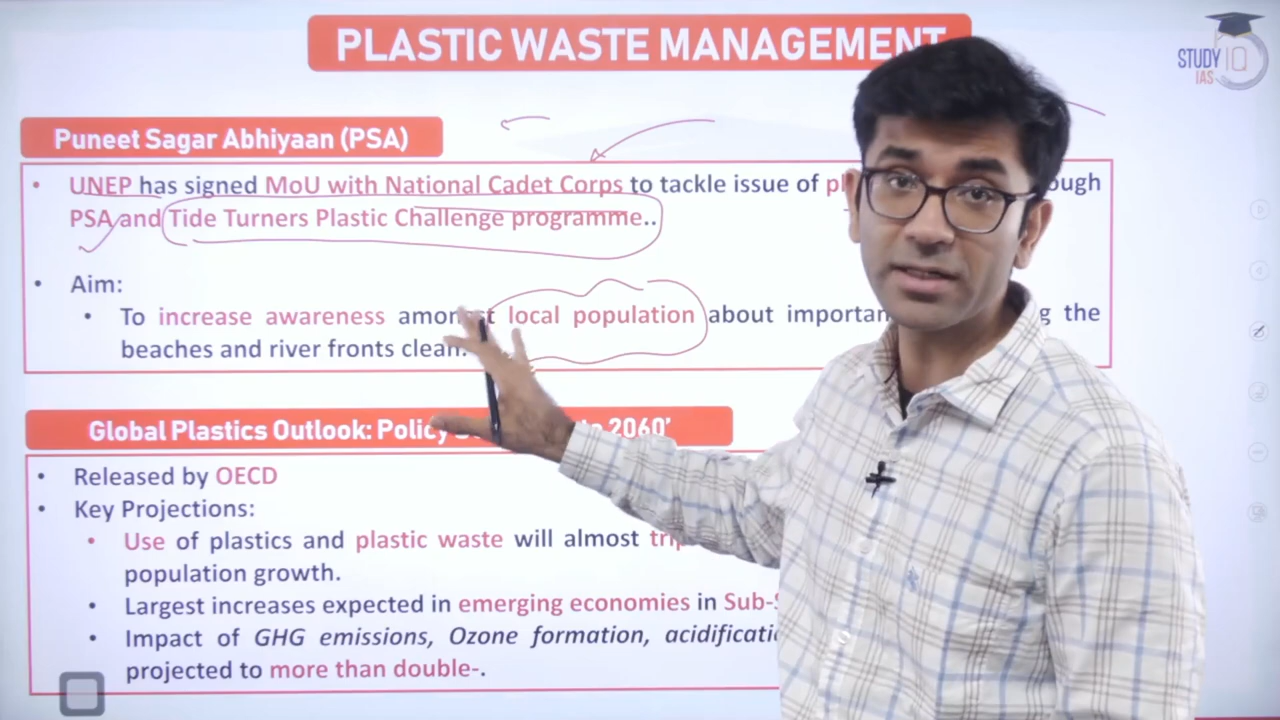 PLASTIC WASTE MANAGEMENT
STUDY IQ
IAS
Puneet Sagar Abhiyaan (PSA)
• UNEP has signed MoU with National Cadet Corps to tackle issue of
PSA and Tide Turners Plastic Challenge programme..
• Aim:
• To increase awareness amongst local population about g the
beaches and river fronts clean.
Global Plastics Outlook: Policy 2060’
• Released by OECD
• Key Projections:
• Use of plastics and plastic waste will almost
population growth.
• Largest increases expected in emerging economies in
• Impact of GHG emissions, Ozone formation,
projected to more than double-.